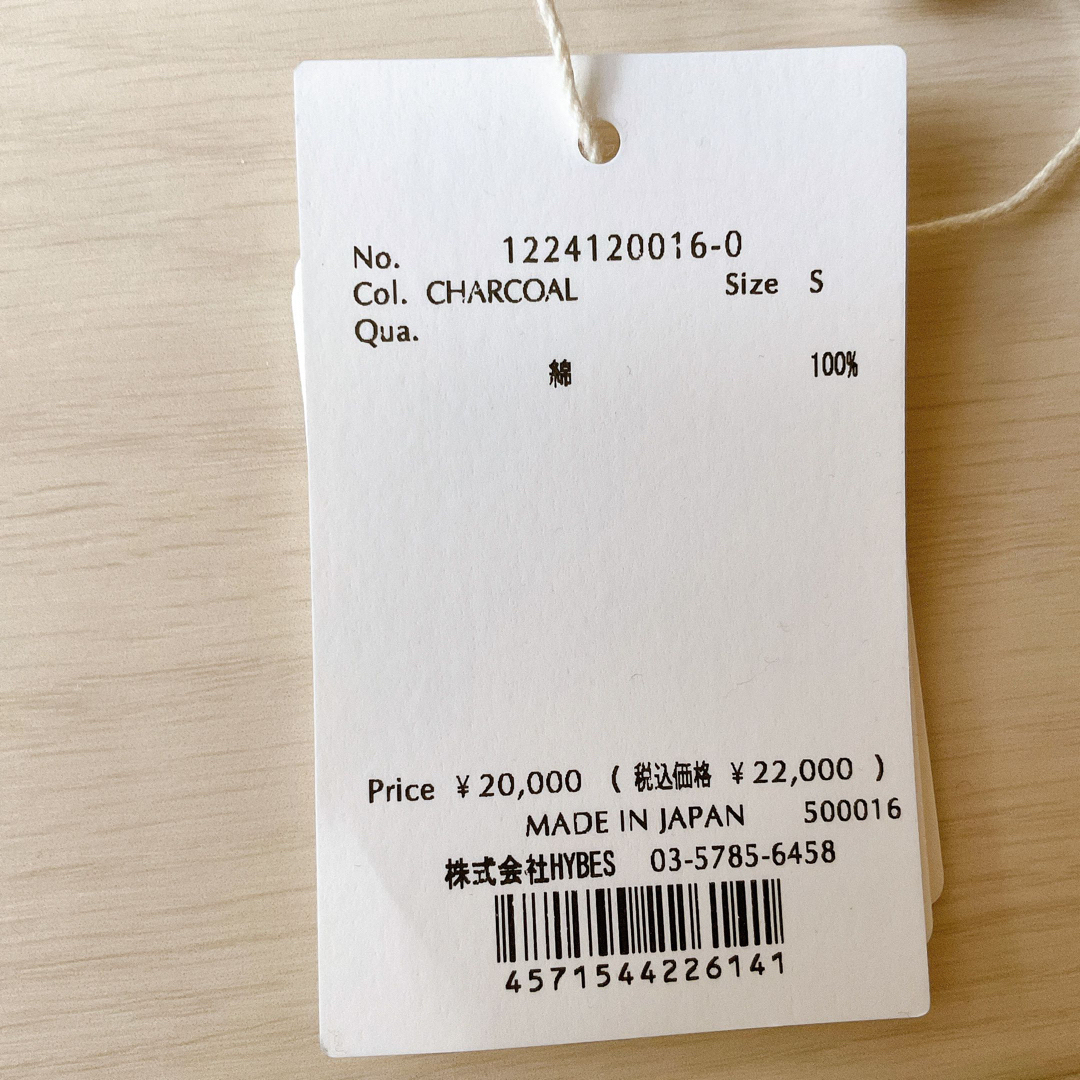 No. 1224120016-0
Col. CHARCOAL Size S
Qua.
綿 100%
Price ¥20,000 ( 税込価格 ¥22,000 )
MADE IN JAPAN 500016
株式会社HYBES 03-5785-6458
4571544226141